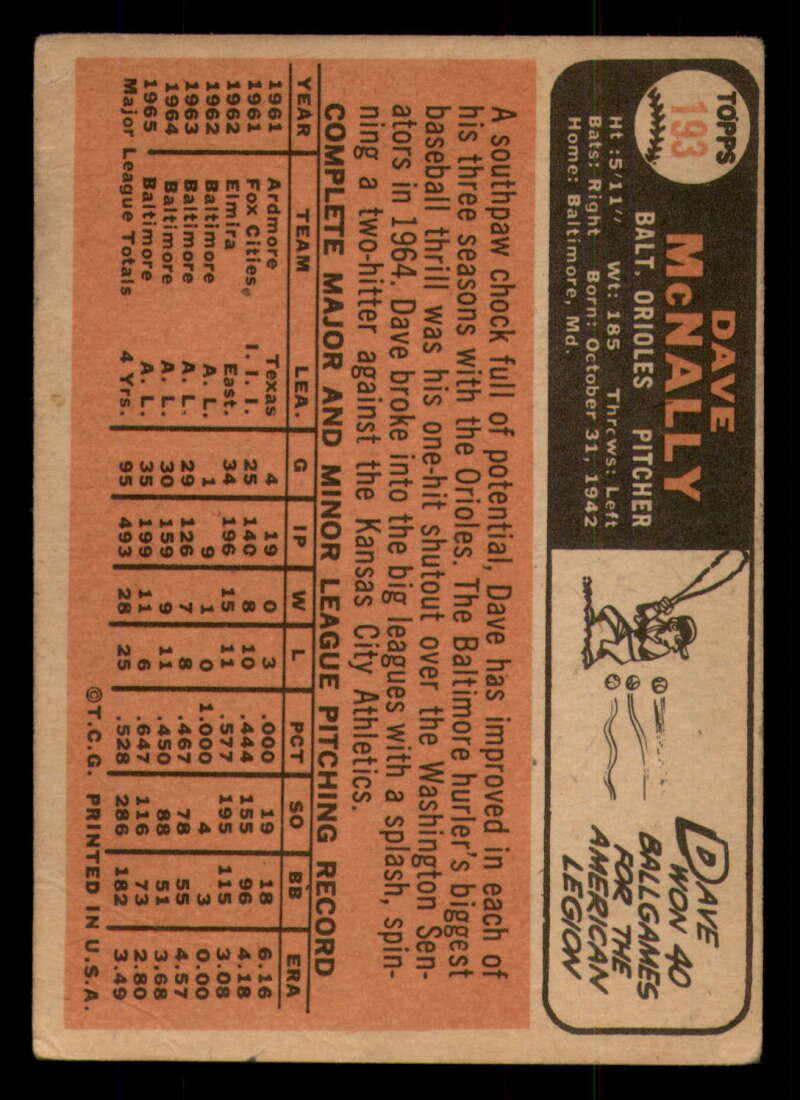 TOPPS
193
DAVE
McNALLY
BALT. ORIOLES PITCHER
Ht: 5/11" Wt: 185 Throws: Left
Bats: Right Born: October 31, 1942
Home: Baltimore, Md.
DAVE
WON 40
BALLGAMES
FOR THE
AMERICAN
LEGION
A southpaw chock full of potential, Dave has improved in each of
his three seasons with the Orioles. The Baltimore hurler's biggest
baseball thrill was his one-hit shutout over the Washington Sen-
ators in 1964. Dave broke into the big leagues with a splash, spin-
ning a two-hitter against the Kansas City Athletics.
COMPLETE MAJOR AND MINOR LEAGUE PITCHING RECORD
YEAR TEAM LEA. G IP W L PCT SO BB ERA
1961 Ardmore Texas 4 19 0 3 .000 19 18 6.16
1961 Fox Cities I. I. I. 25 140 8 10 .444 155 96 4.18
1962 Elmira East. 34 196 15 11 .577 195 115 3.08
1962 Baltimore A. L. 1 9 1 0 1.000 4 3 0.00
1963 Baltimore A. L. 29 126 7 8 .467 78 55 4.57
1964 Baltimore A. L. 30 159 9 11 .450 88 51 3.68
1965 Baltimore A. L. 35 199 11 6 .647 116 73 2.80
Major League Totals 4 Yrs. 95 493 28 25 .528 286 182 3.49
©T.C.G. PRINTED IN U.S.A.